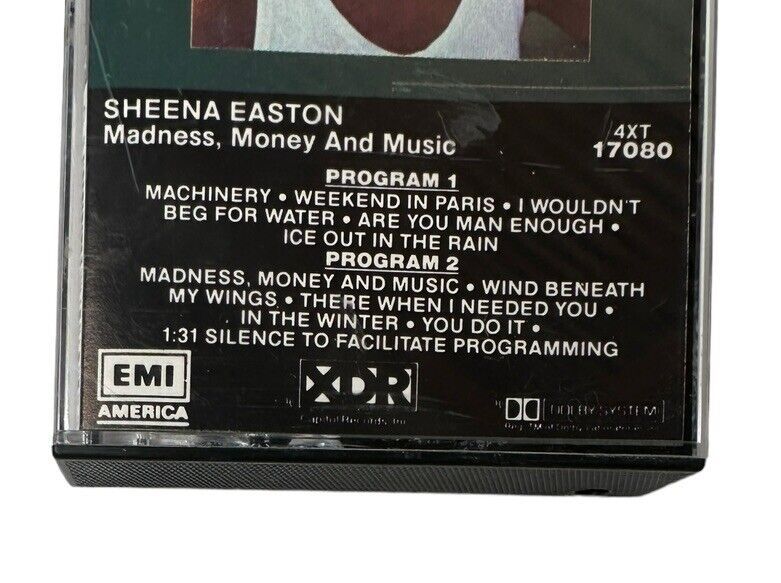 SHEENA EASTON
Madness, Money And Music
4XT
17080
PROGRAM 1
MACHINERY • WEEKEND IN PARIS • I WOULDN'T
BEG FOR WATER • ARE YOU MAN ENOUGH •
ICE OUT IN THE RAIN
PROGRAM 2
MADNESS, MONEY AND MUSIC • WIND BENEATH
MY WINGS • THERE WHEN I NEEDED YOU •
IN THE WINTER • YOU DO IT •
1:31 SILENCE TO FACILITATE PROGRAMMING
EMI
AMERICA
XDR
Capitol Records, Inc.
DOLBY SYSTEM